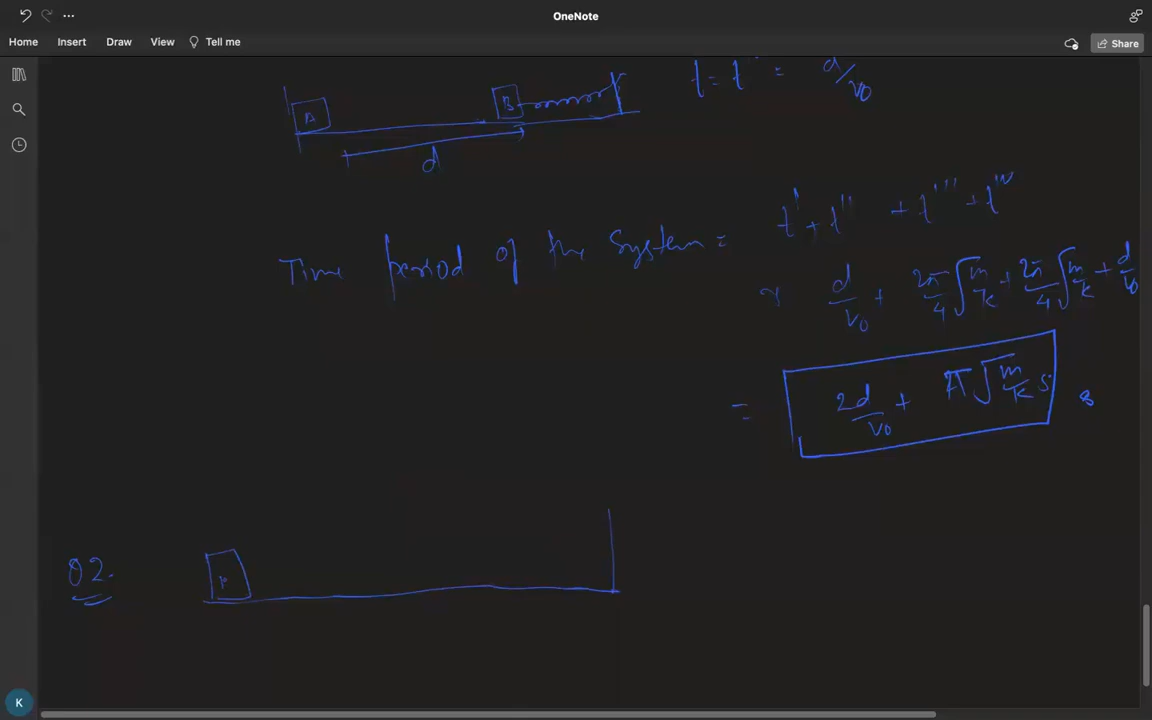 OneNote
Home Insert Draw View Tell me
Share
t = t'' = d/v0
A B
d
Time period of the system = t' + t'' + t''' + t''''
d/v0 + 2π/4 √m/k + 2π/4 √m/k + d/v0
= 2d/v0 + π√m/k s
Q2.
P
K